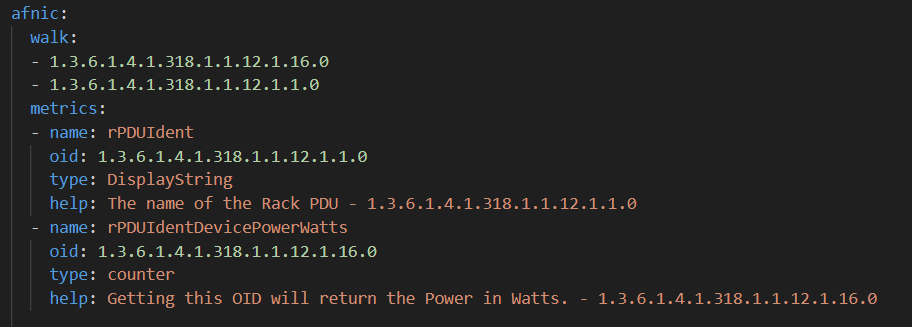 afnic:
walk:
- 1.3.6.1.4.1.318.1.1.12.1.16.0
- 1.3.6.1.4.1.318.1.1.12.1.1.0
metrics:
- name: rPDUIdent
oid: 1.3.6.1.4.1.318.1.1.12.1.1.0
type: DisplayString
help: The name of the Rack PDU - 1.3.6.1.4.1.318.1.1.12.1.1.0
- name: rPDUIdentDevicePowerWatts
oid: 1.3.6.1.4.1.318.1.1.12.1.16.0
type: counter
help: Getting this OID will return the Power in Watts. - 1.3.6.1.4.1.318.1.1.12.1.16.0